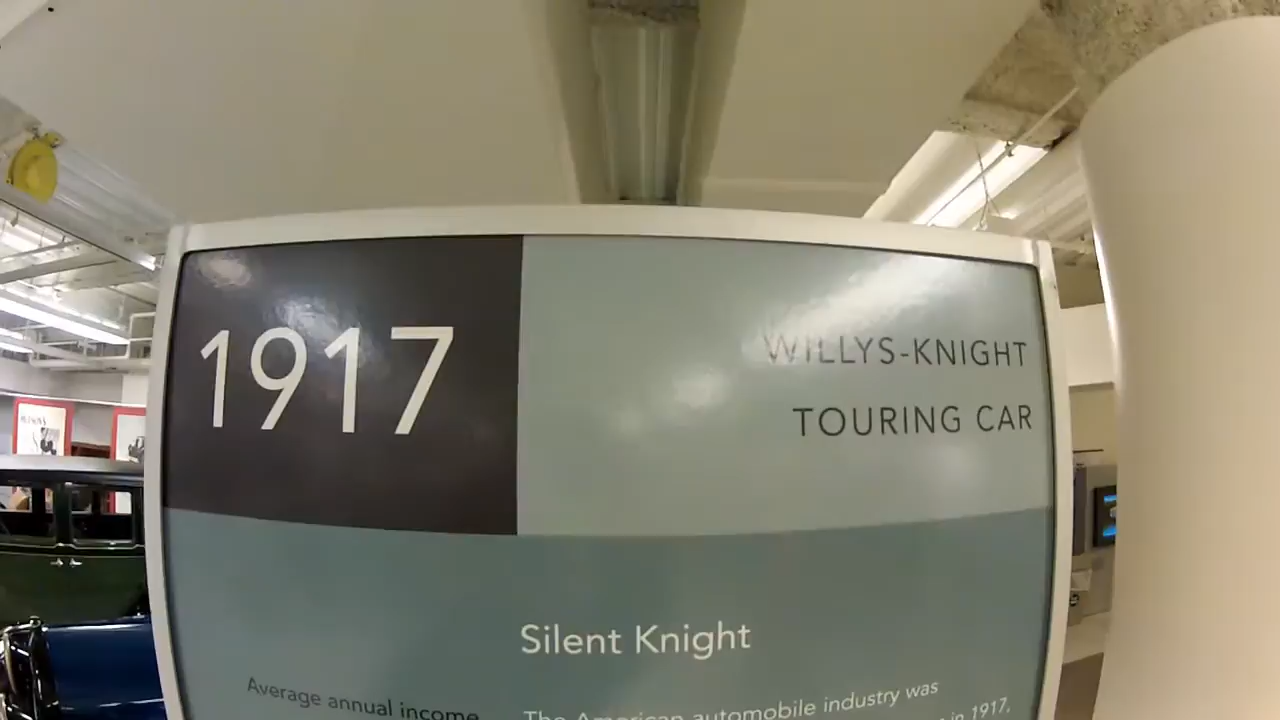 1917
WILLYS-KNIGHT
TOURING CAR
Silent Knight
Average annual income
The American automobile industry was
in 1917,